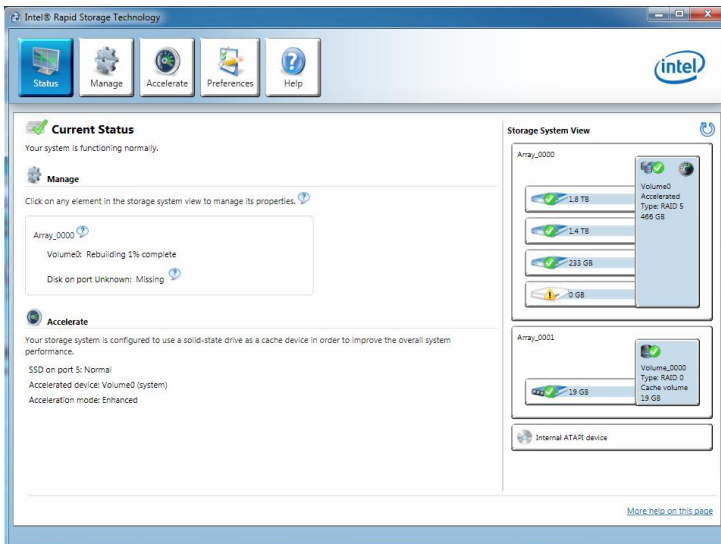 Intel® Rapid Storage Technology
Status
Manage
Accelerate
Preferences
Help
intel
Current Status
Your system is functioning normally.
Manage
Click on any element in the storage system view to manage its properties.
Array_0000
Volume0: Rebuilding 1% complete
Disk on port Unknown: Missing
Accelerate
Your storage system is configured to use a solid-state drive as a cache device in order to improve the overall system
performance.
SSD on port 5: Normal
Accelerated device: Volume0 (system)
Acceleration mode: Enhanced
Storage System View
Array_0000
1.8 TB
1.4 TB
233 GB
0 GB
Volume0
Accelerated
Type: RAID 5
466 GB
Array_0001
19 GB
Volume_0000
Type: RAID 0
Cache volume
19 GB
Internal ATAPI device
More help on this page